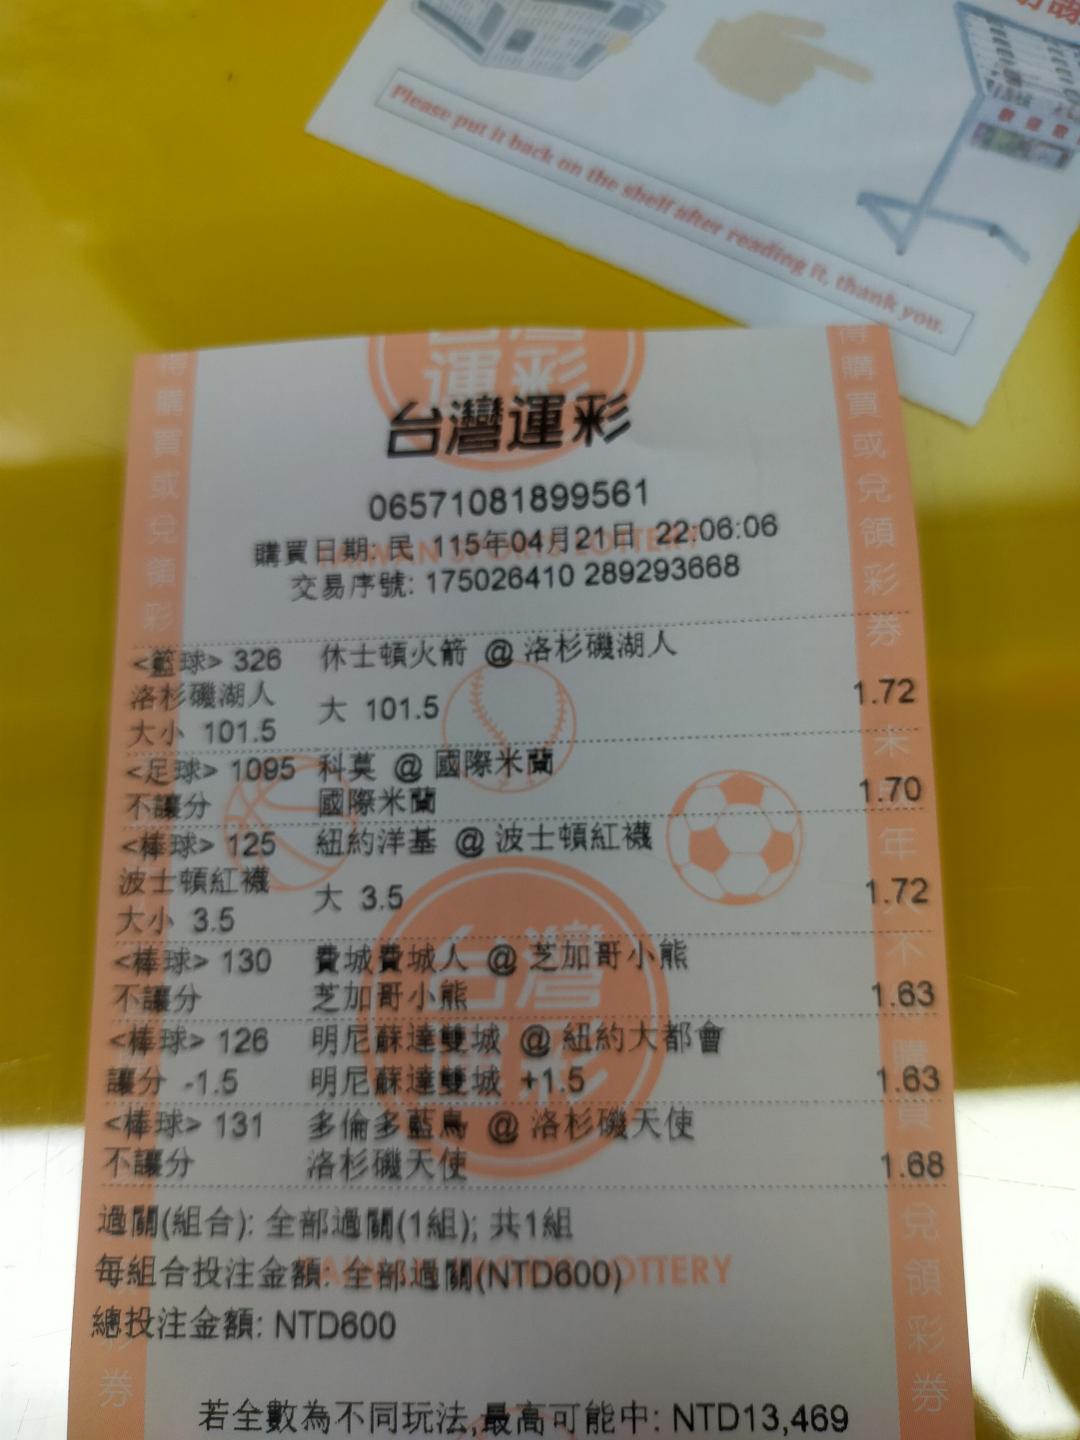 Please put it back on the shelf after reading it, thank you.
台灣運彩
06571081899561
購買日期: 民 115年04月21日 22:06:06
交易序號: 175026410 289293668
<籃球> 326 休士頓火箭 @ 洛杉磯湖人
洛杉磯湖人
大小 101.5 大 101.5 1.72
<足球> 1095 科莫 @ 國際米蘭
不讓分 國際米蘭 1.70
<棒球> 125 紐約洋基 @ 波士頓紅襪
波士頓紅襪
大小 3.5 大 3.5 1.72
<棒球> 130 費城費城人 @ 芝加哥小熊
不讓分 芝加哥小熊 1.63
<棒球> 126 明尼蘇達雙城 @ 紐約大都會
讓分 -1.5 明尼蘇達雙城 +1.5 1.63
<棒球> 131 多倫多藍鳥 @ 洛杉磯天使
不讓分 洛杉磯天使 1.68
過關(組合): 全部過關(1組); 共1組
每組合投注金額: 全部過關(NTD600)
總投注金額: NTD600
若全數為不同玩法,最高可能中: NTD13,469